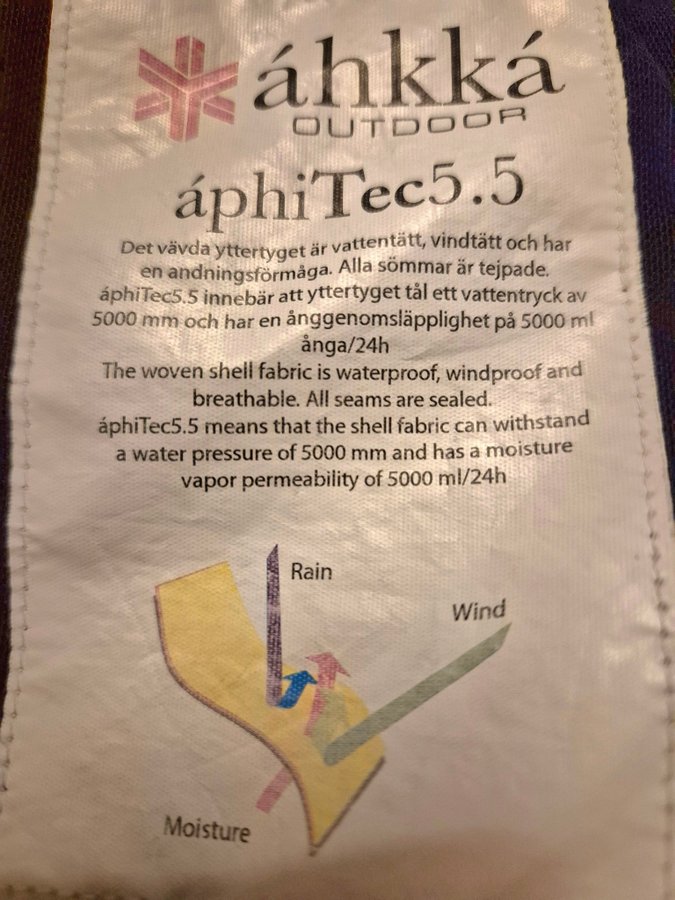 áhkká
OUTDOOR
áphiTec5.5
Det vävda yttertyget är vattentätt, vindtätt och har
en andningsförmåga. Alla sömmar är tejpade.
áphiTec5.5 innebär att yttertyget tål ett vattentryck av
5000 mm och har en ånggenomsläpplighet på 5000 ml
ånga/24h
The woven shell fabric is waterproof, windproof and
breathable. All seams are sealed.
áphiTec5.5 means that the shell fabric can withstand
a water pressure of 5000 mm and has a moisture
vapor permeability of 5000 ml/24h
Rain
Wind
Moisture